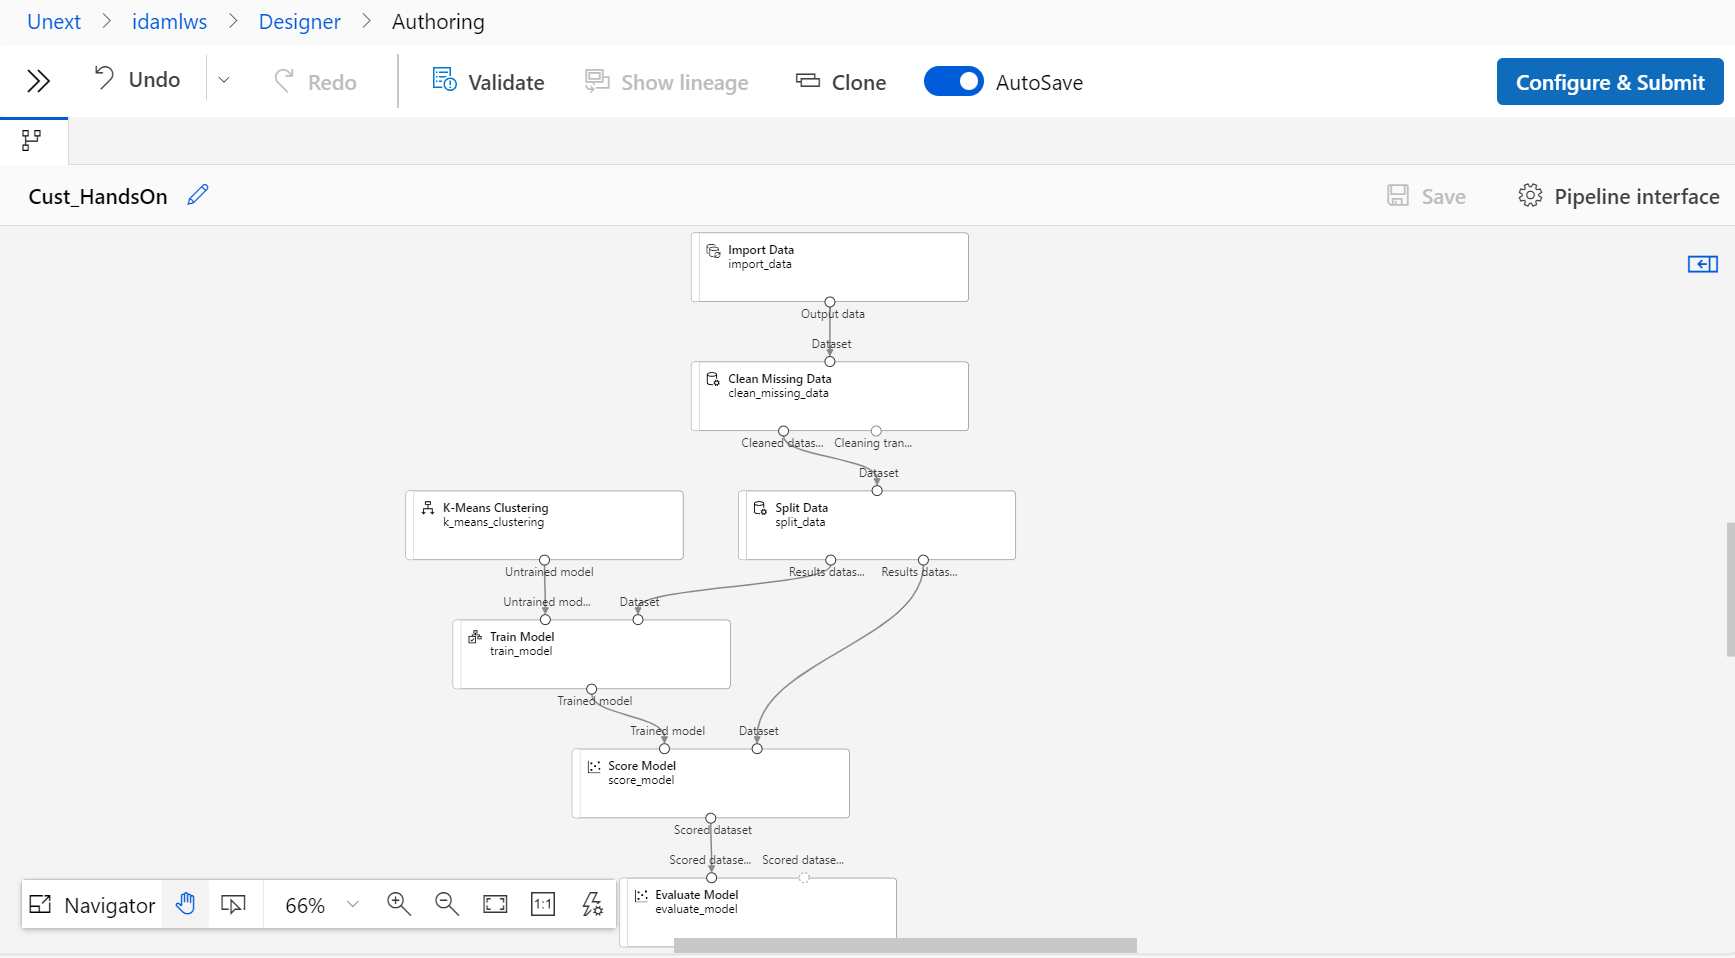 Unext > idamlws > Designer > Authoring
Undo Redo Validate Show lineage Clone AutoSave Configure & Submit
Cust_HandsOn Save Pipeline interface
Import Data
import_data
Output data
Dataset
Clean Missing Data
clean_missing_data
Cleaned datas... Cleaning tran...
Dataset
K-Means Clustering
k_means_clustering
Split Data
split_data
Untrained model
Results datas... Results datas...
Untrained mod... Dataset
Train Model
train_model
Trained model
Trained model Dataset
Score Model
score_model
Scored dataset
Scored datase... Scored datase...
Evaluate Model
evaluate_model
Navigator 66% 1:1